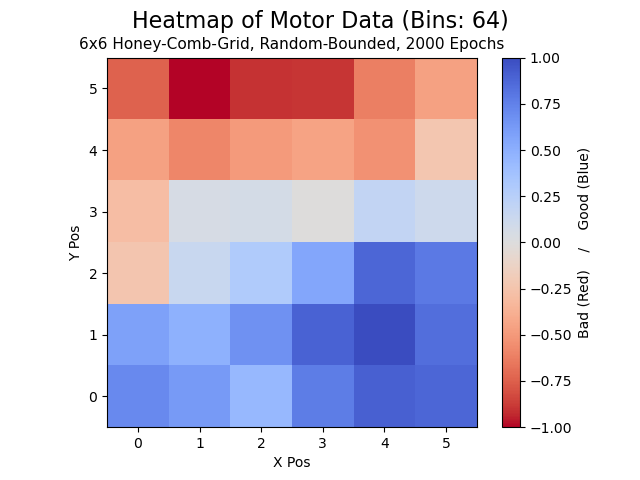 Heatmap of Motor Data (Bins: 64)
6x6 Honey-Comb-Grid, Random-Bounded, 2000 Epochs
5
4
3
2
1
0
Y Pos
0 1 2 3 4 5
X Pos
1.00
0.75
0.50
0.25
0.00
−0.25
−0.50
−0.75
−1.00
Bad (Red) / Good (Blue)